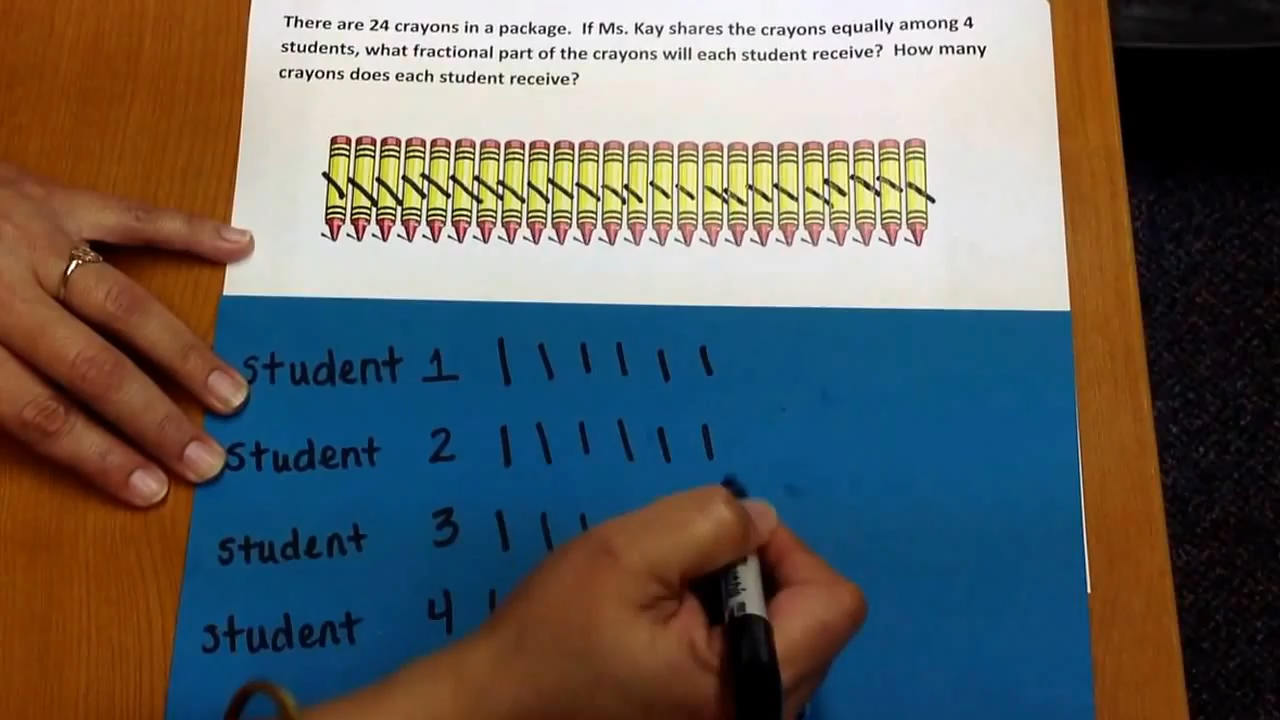 There are 24 crayons in a package. If Ms. Kay shares the crayons equally among 4
students, what fractional part of the crayons will each student receive? How many
crayons does each student receive?
student 1
student 2
student 3
student 4